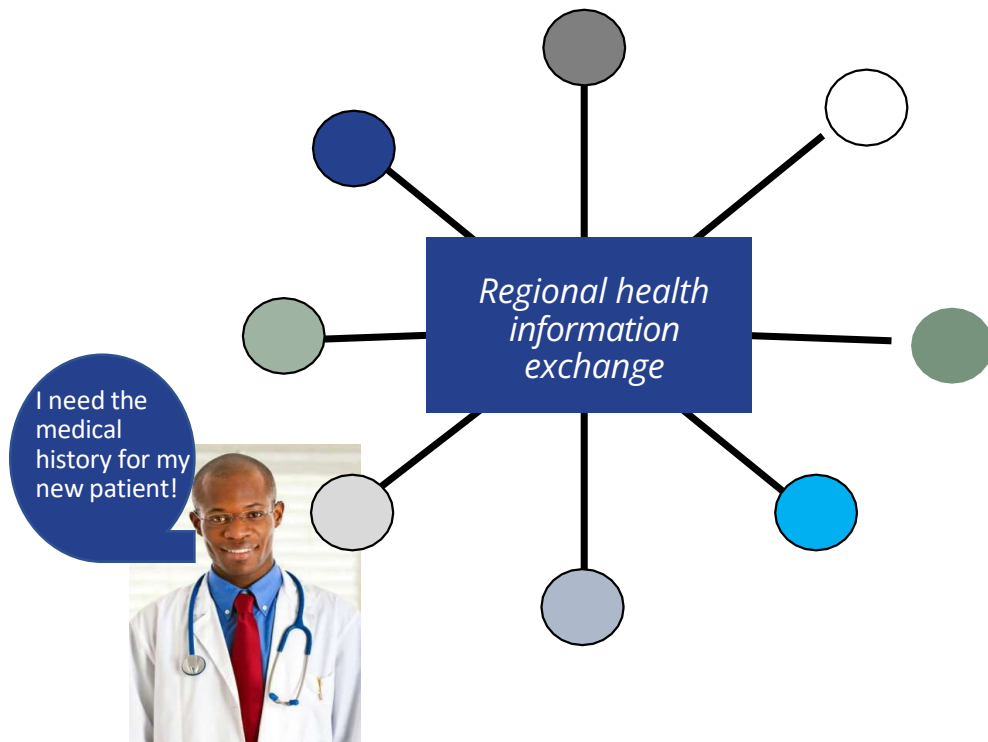 Regional health
information
exchange
I need the
medical
history for my
new patient!